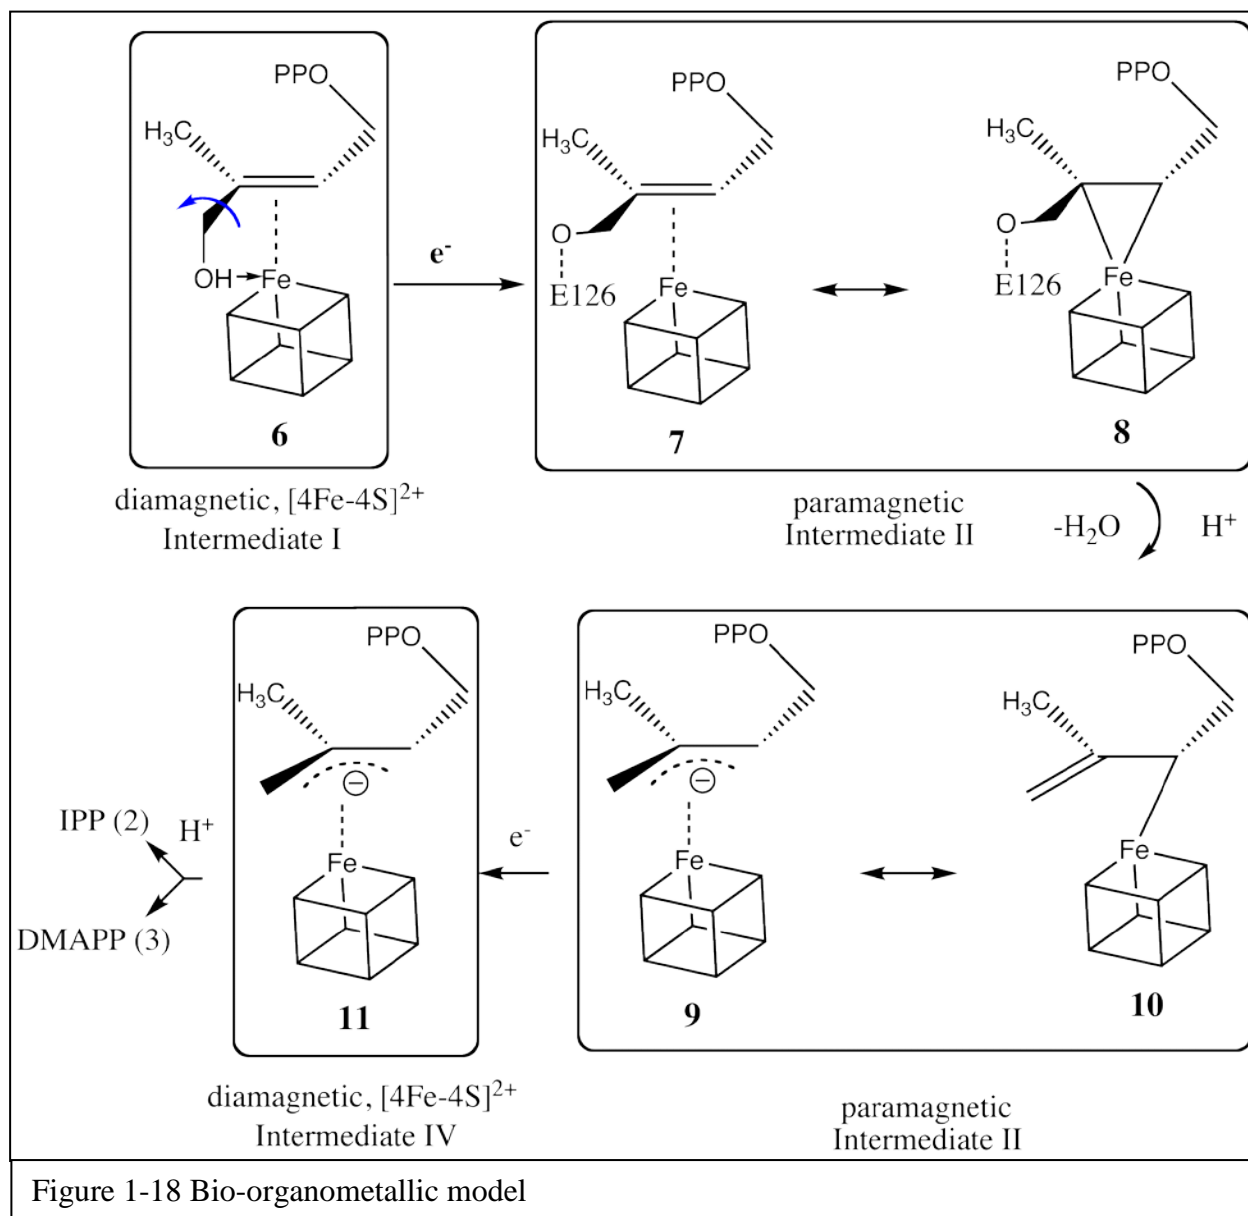 PPO
H₃C
OH→Fe
6
diamagnetic, [4Fe-4S]²⁺
Intermediate I
e⁻
PPO
H₃C
O
E126
Fe
7
PPO
H₃C
O
E126
Fe
8
paramagnetic
Intermediate II
-H₂O H⁺
PPO
H₃C
⊖
Fe
11
diamagnetic, [4Fe-4S]²⁺
Intermediate IV
IPP (2)
H⁺
DMAPP (3)
e⁻
PPO
H₃C
⊖
Fe
9
PPO
H₃C
Fe
10
paramagnetic
Intermediate II
Figure 1-18 Bio-organometallic model